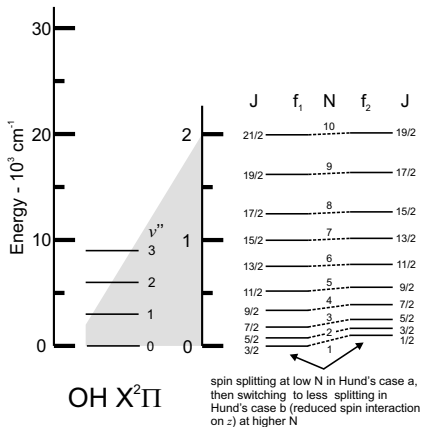 30
20
10
0
Energy - 10³ cm⁻¹
v"
3
2
1
0
2
1
0
J f₁ N f₂ J
21/2 10 19/2
19/2 9 17/2
17/2 8 15/2
15/2 7 13/2
13/2 6 11/2
11/2 5 9/2
9/2 4 7/2
7/2 3 5/2
5/2 2 3/2
3/2 1 1/2
OH X²Π
spin splitting at low N in Hund's case a,
then switching to less splitting in
Hund's case b (reduced spin interaction
on z) at higher N